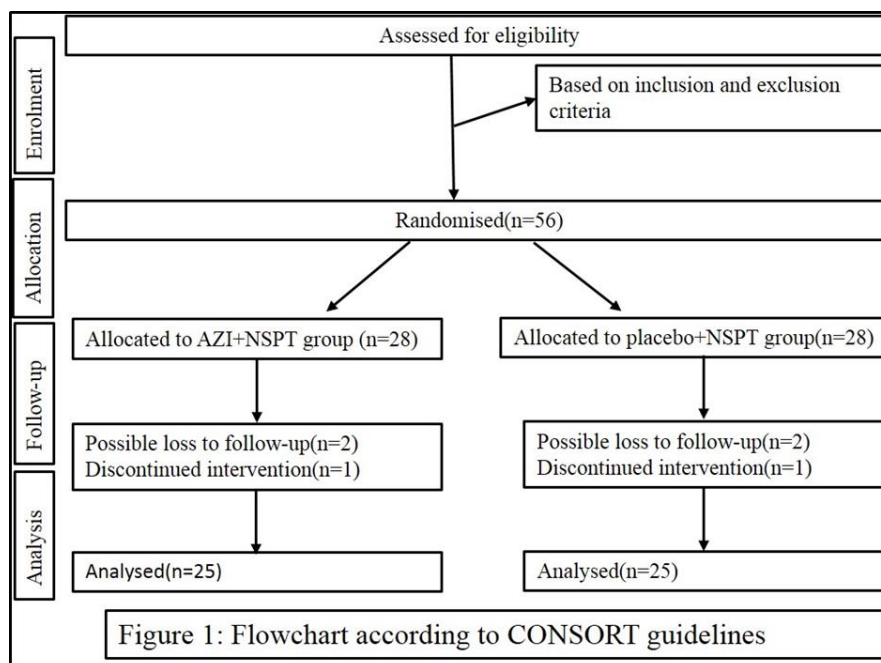 Enrolment
Assessed for eligibility
Based on inclusion and exclusion
criteria
Allocation
Randomised(n=56)
Follow-up
Allocated to AZI+NSPT group (n=28)
Allocated to placebo+NSPT group(n=28)
Possible loss to follow-up(n=2)
Discontinued intervention(n=1)
Possible loss to follow-up(n=2)
Discontinued intervention(n=1)
Analysis
Analysed(n=25)
Analysed(n=25)
Figure 1: Flowchart according to CONSORT guidelines